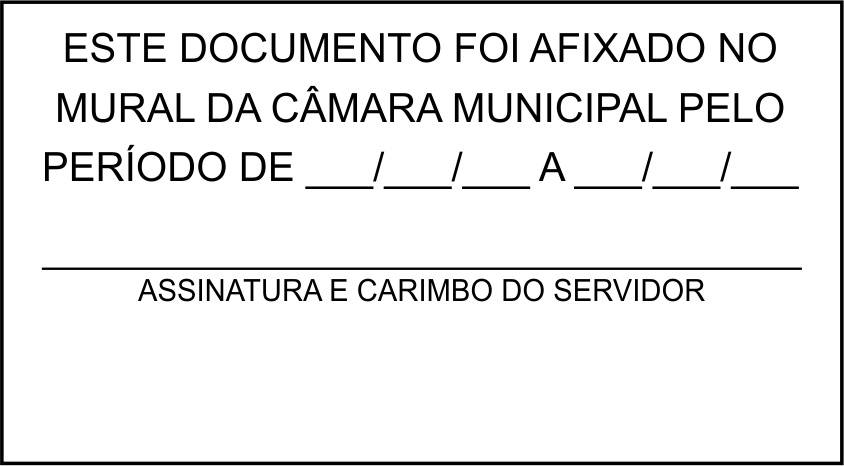 ESTE DOCUMENTO FOI AFIXADO NO
MURAL DA CÂMARA MUNICIPAL PELO
PERÍODO DE ___/___/___ A ___/___/___
ASSINATURA E CARIMBO DO SERVIDOR